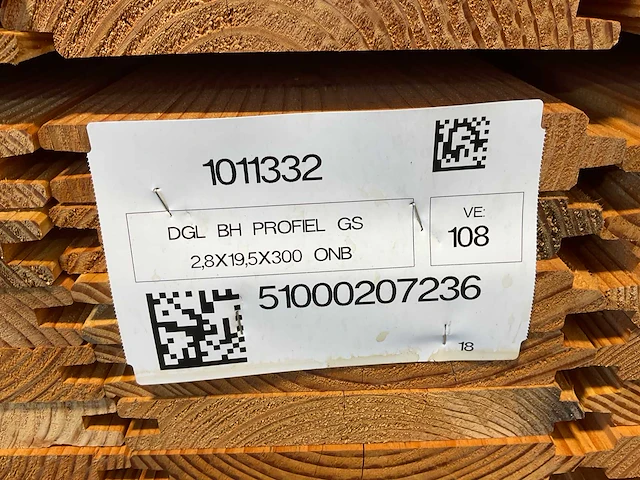 1011332
DGL BH PROFIEL GS
2,8X19,5X300 ONB
VE:
108
51000207236
18